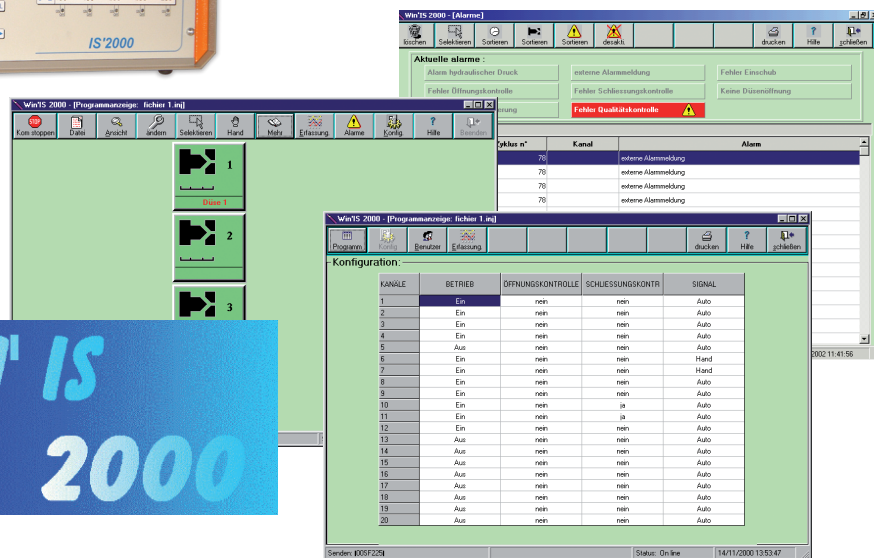 IS'2000
Win'IS 2000 - [Alarme]
löschen Selektieren Sortieren Sortieren Sortieren desakti. drucken Hilfe schließen
Aktuelle alarme :
Alarm hydraulischer Druck externe Alarmmeldung Fehler Einschub
Fehler Öffnungskontrolle Fehler Schliessungskontrolle Keine Düsenöffnung
Fehler Qualitätskontrolle
Zyklus n° Kanal Alarm
78 externe Alarmmeldung
78 externe Alarmmeldung
78 externe Alarmmeldung
78 externe Alarmmeldung
2002 11:41:56
Win'IS 2000 - [Programmanzeige: fichier 1.inj]
STOP
Kom stoppen Datei Ansicht ändern Selektieren Hand Mehr Erfassung Alarme Konfig. Hilfe Beenden
1
Düse 1
2
3
Win'IS 2000 - [Programmanzeige: fichier 1.inj]
Programm Konfig. Benutzer Erfassung drucken Hilfe schließen
Konfiguration:
KANÄLE BETRIEB ÖFFNUNGSKONTROLLE SCHLIESSUNGSKONTR SIGNAL
1 Ein nein nein Auto
2 Ein nein nein Auto
3 Ein nein nein Auto
4 Ein nein nein Auto
5 Aus nein nein Auto
6 Ein nein nein Hand
7 Ein nein nein Hand
8 Ein nein nein Auto
9 Ein nein nein Auto
10 Ein nein ja Auto
11 Ein nein ja Auto
12 Ein nein nein Auto
13 Aus nein nein Auto
14 Aus nein nein Auto
15 Aus nein nein Auto
16 Aus nein nein Auto
17 Aus nein nein Auto
18 Aus nein nein Auto
19 Aus nein nein Auto
20 Aus nein nein Auto
Senden: |00SF225| Status: On line 14/11/2000 13:53:47
' IS
2000